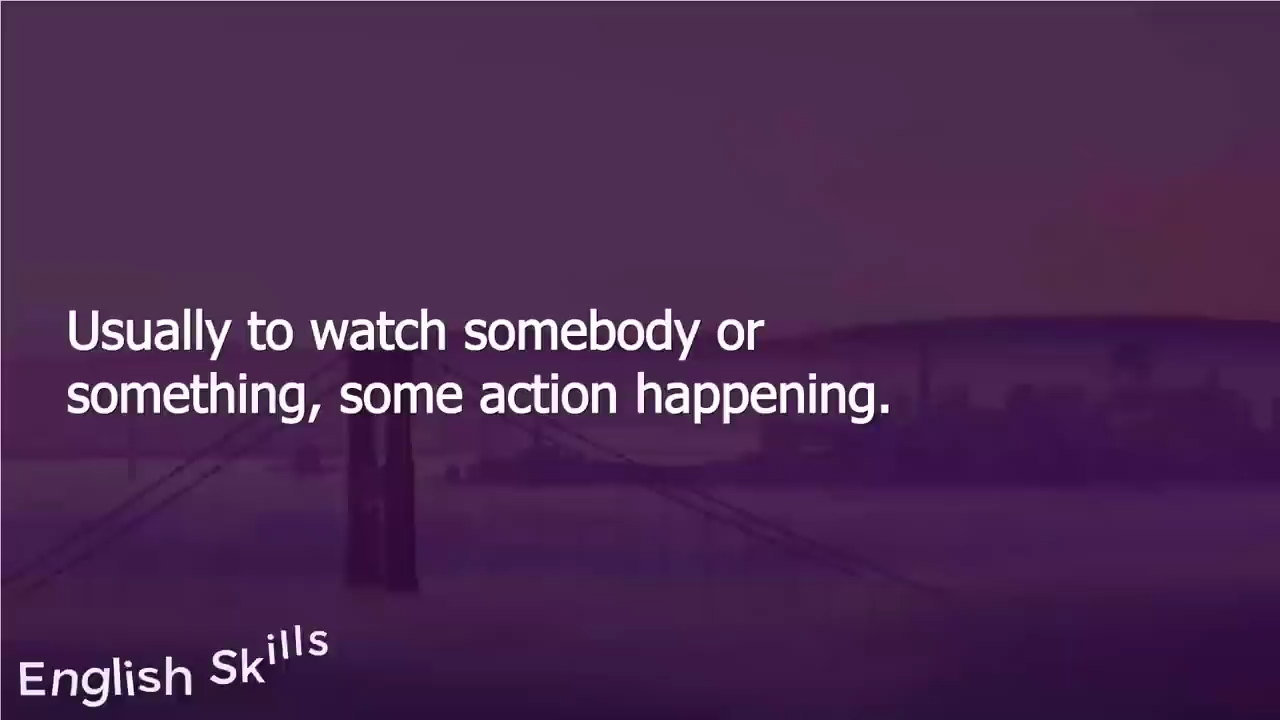 Usually to watch somebody or
something, some action happening.
English Skills